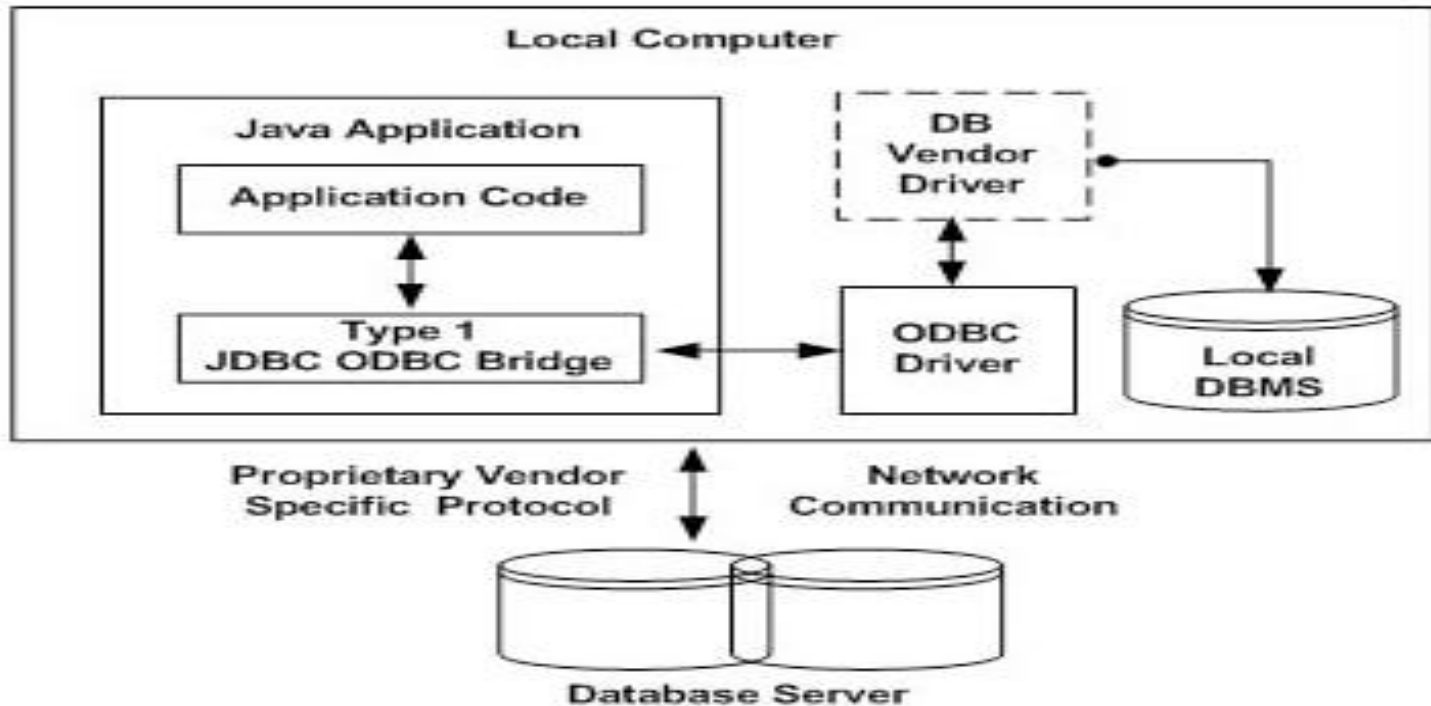 Local Computer
Java Application
Application Code
Type 1
JDBC ODBC Bridge
DB
Vendor
Driver
ODBC
Driver
Local
DBMS
Proprietary Vendor
Specific Protocol
Network
Communication
Database Server